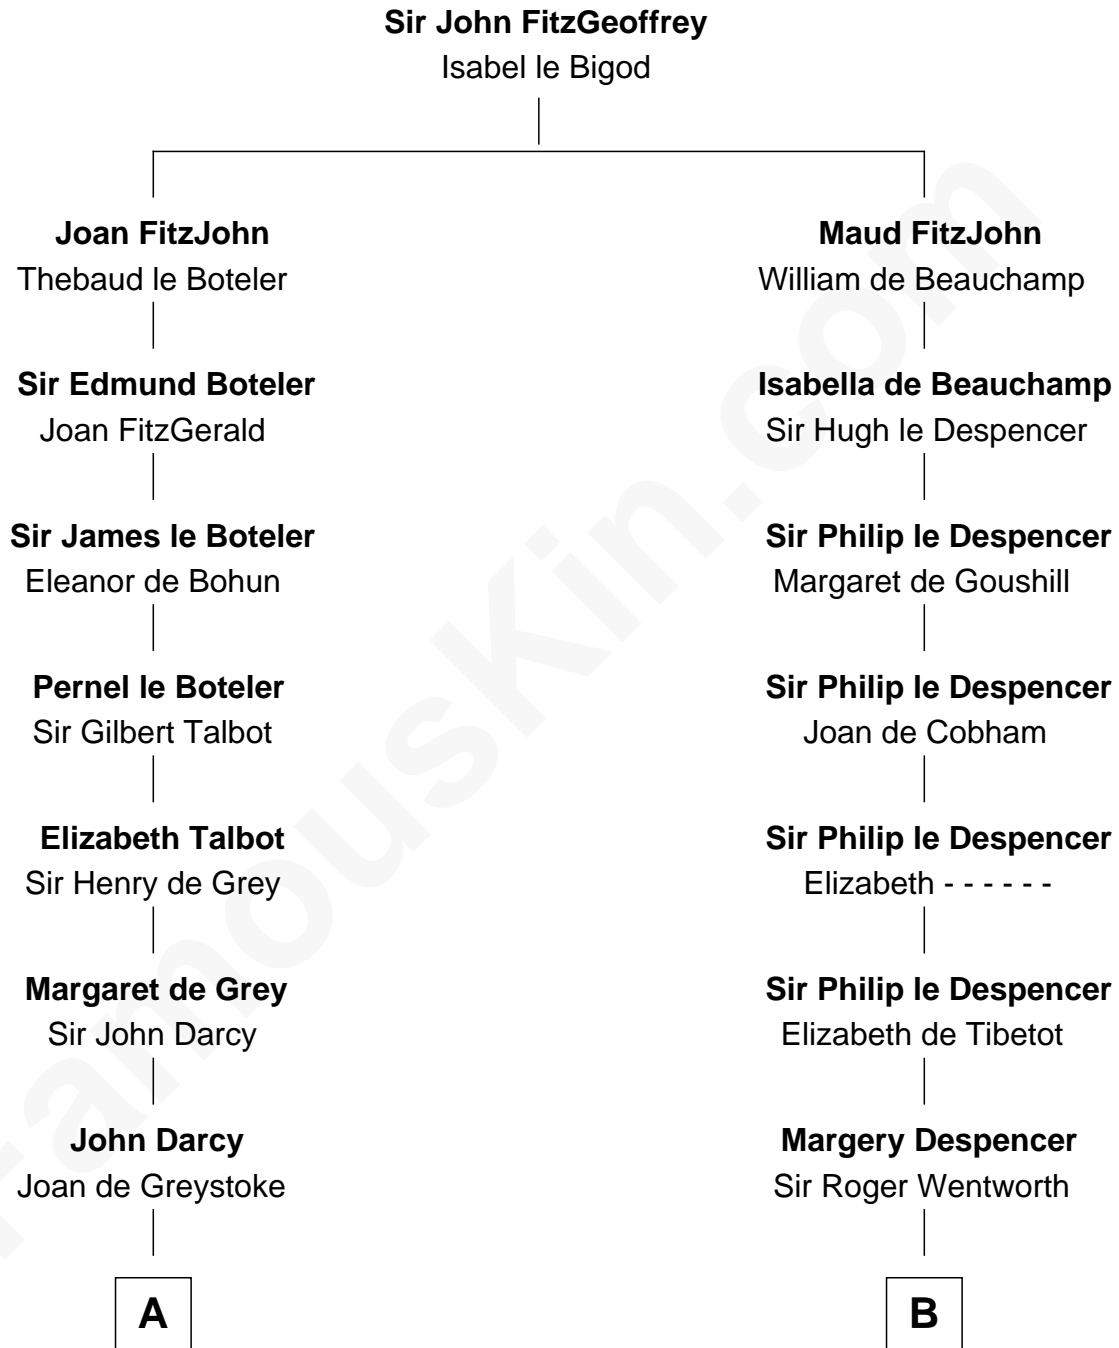 Sir John FitzGeoffrey
Isabel le Bigod
Joan FitzJohn
Thebaud le Boteler
Maud FitzJohn
William de Beauchamp
Sir Edmund Boteler
Joan FitzGerald
Isabella de Beauchamp
Sir Hugh le Despencer
Sir James le Boteler
Eleanor de Bohun
Sir Philip le Despencer
Margaret de Goushill
Pernel le Boteler
Sir Gilbert Talbot
Sir Philip le Despencer
Joan de Cobham
Elizabeth Talbot
Sir Henry de Grey
Sir Philip le Despencer
Elizabeth - - - - - -
Margaret de Grey
Sir John Darcy
Sir Philip le Despencer
Elizabeth de Tibetot
John Darcy
Joan de Greystoke
Margery Despencer
Sir Roger Wentworth
A
B
FamousKin.com